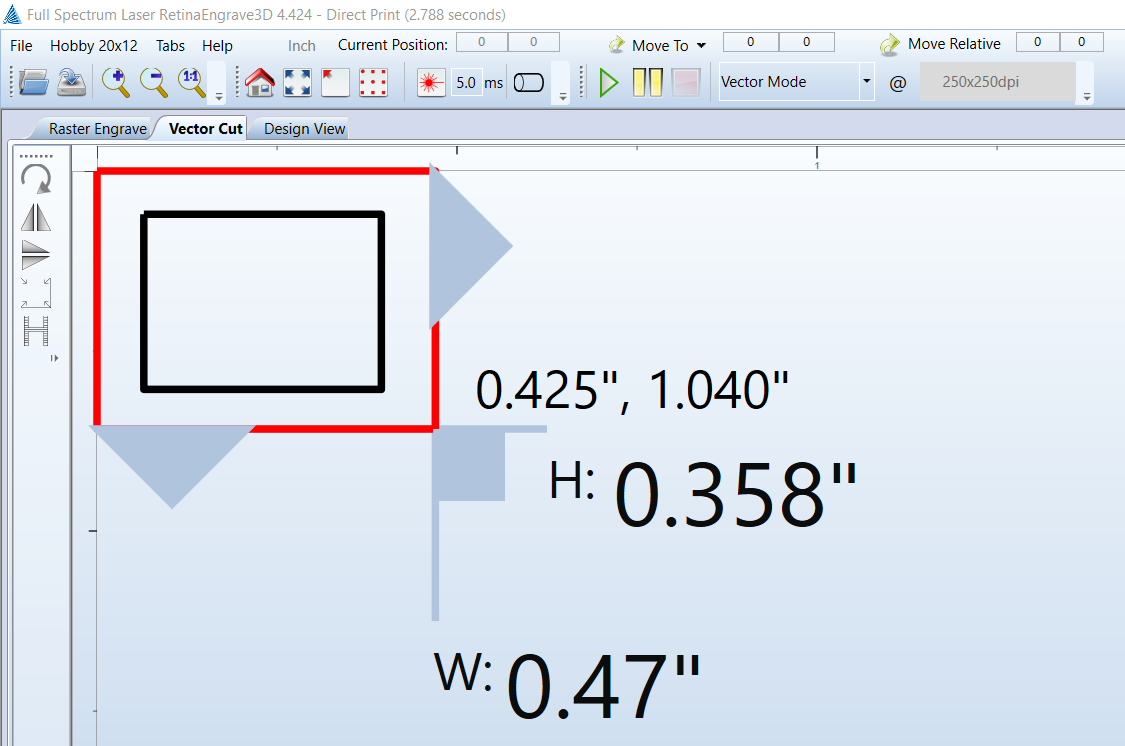 Full Spectrum Laser RetinaEngrave3D 4.424 - Direct Print (2.788 seconds)
File Hobby 20x12 Tabs Help Inch Current Position: 0 0 Move To 0 0 Move Relative 0 0
1:1 5.0 ms Vector Mode @ 250x250dpi
Raster Engrave Vector Cut Design View
1
0.425", 1.040"
H: 0.358"
W: 0.47"